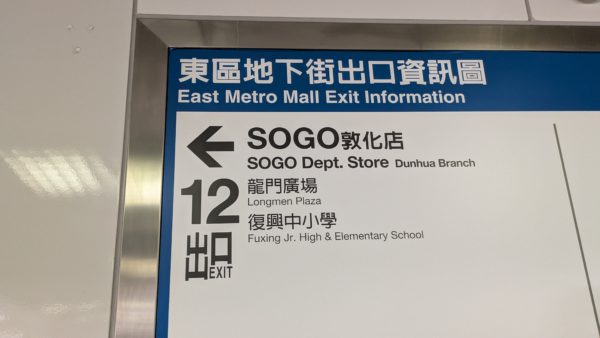 東區地下街出口資訊圖
East Metro Mall Exit Information
← SOGO敦化店
SOGO Dept. Store Dunhua Branch
12
龍門廣場
Longmen Plaza
復興中小學
Fuxing Jr. High & Elementary School
出口
EXIT